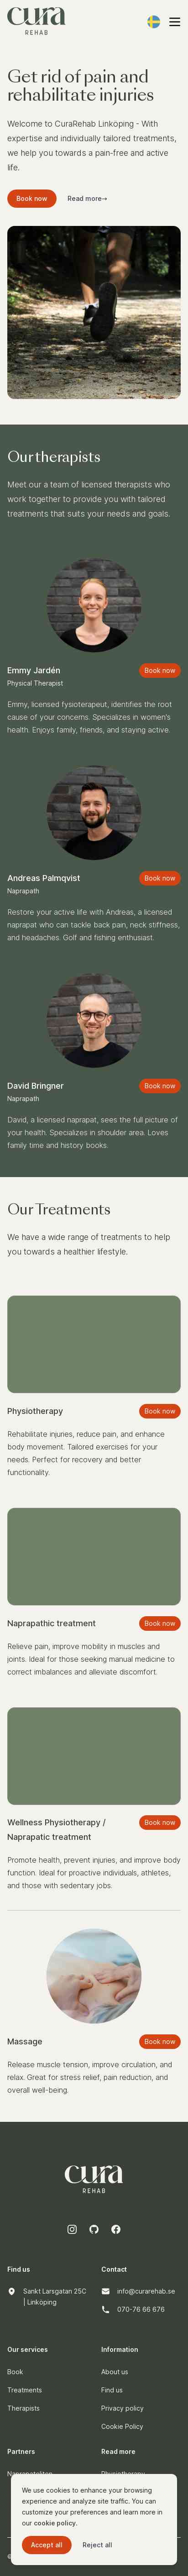 cura
REHAB
Get rid of pain and
rehabilitate injuries
Welcome to CuraRehab Linköping - With
expertise and individually tailored treatments,
we help you towards a pain-free and active
life.
Book now
Read more→
Our therapists
Meet our a team of licensed therapists who
work together to provide you with tailored
treatments that suits your needs and goals.
Emmy Jardén
Book now
Physical Therapist
Emmy, licensed fysioterapeut, identifies the root
cause of your concerns. Specializes in women's
health. Enjoys family, friends, and staying active.
Andreas Palmqvist
Book now
Naprapath
Restore your active life with Andreas, a licensed
naprapat who can tackle back pain, neck stiffness,
and headaches. Golf and fishing enthusiast.
David Bringner
Book now
Naprapath
David, a licensed naprapat, sees the full picture of
your health. Specializes in shoulder area. Loves
family time and history books.
Our Treatments
We have a wide range of treatments to help
you towards a healthier lifestyle.
Physiotherapy
Book now
Rehabilitate injuries, reduce pain, and enhance
body movement. Tailored exercises for your
needs. Perfect for recovery and better
functionality.
Naprapathic treatment
Book now
Relieve pain, improve mobility in muscles and
joints. Ideal for those seeking manual medicine to
correct imbalances and alleviate discomfort.
Wellness Physiotherapy /
Naprapatic treatment
Book now
Promote health, prevent injuries, and improve body
function. Ideal for proactive individuals, athletes,
and those with sedentary jobs.
Massage
Book now
Release muscle tension, improve circulation, and
relax. Great for stress relief, pain reduction, and
overall well-being.
cura
REHAB
Find us
Sankt Larsgatan 25C
| Linköping
Contact
info@curarehab.se
070-76 66 676
Our services
Book
Treatments
Therapists
Information
About us
Find us
Privacy policy
Cookie Policy
Partners
Read more
We use cookies to enhance your browsing
experience and analyze site traffic. You can
customize your preferences and learn more in
our cookie policy.
Accept all
Reject all